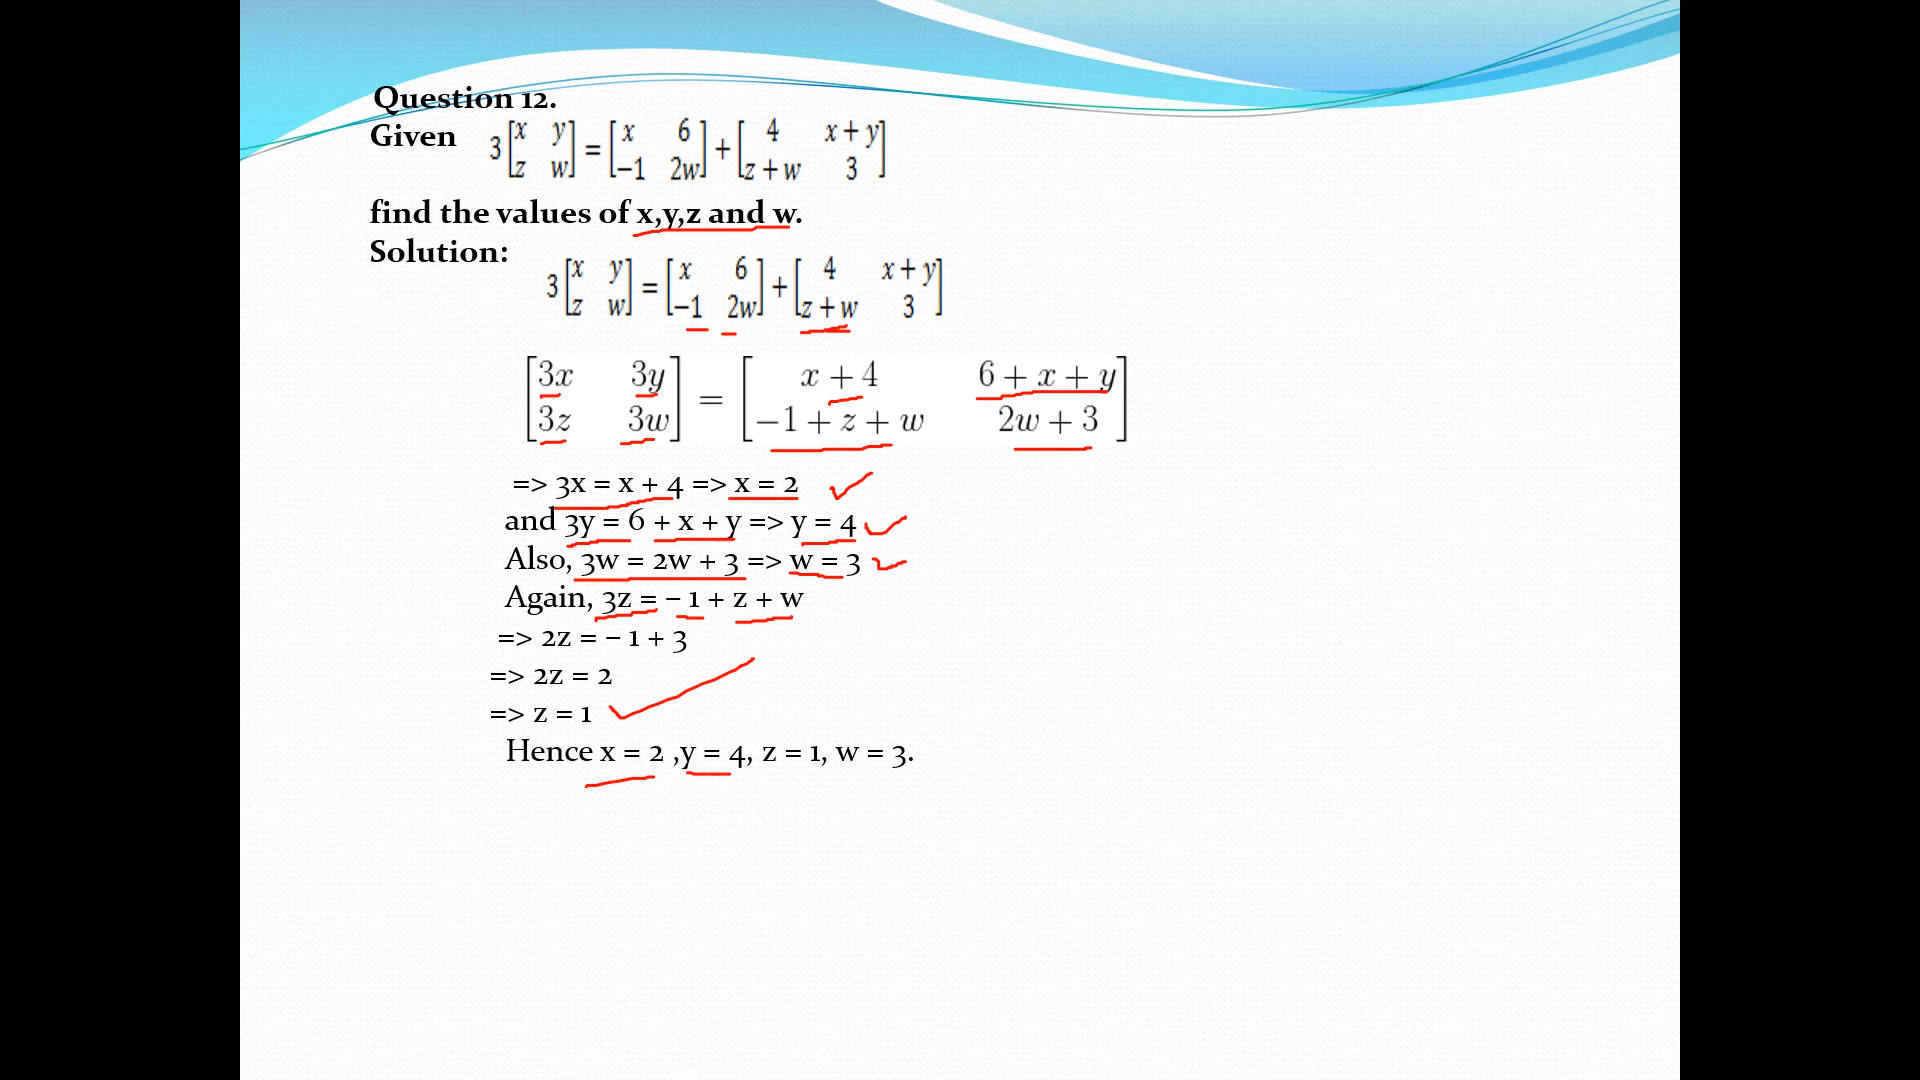 Question 12.
Given 3[x y z w] = [x 6 −1 2w] + [4 x + y z + w 3]
find the values of x,y,z and w.
Solution:
3[x y z w] = [x 6 −1 2w] + [4 x + y z + w 3]
[3x 3y 3z 3w] = [x + 4 6 + x + y −1 + z + w 2w + 3]
=> 3x = x + 4 => x = 2
and 3y = 6 + x + y => y = 4
Also, 3w = 2w + 3 => w = 3
Again, 3z = − 1 + z + w
=> 2z = − 1 + 3
=> 2z = 2
=> z = 1
Hence x = 2 ,y = 4, z = 1, w = 3.